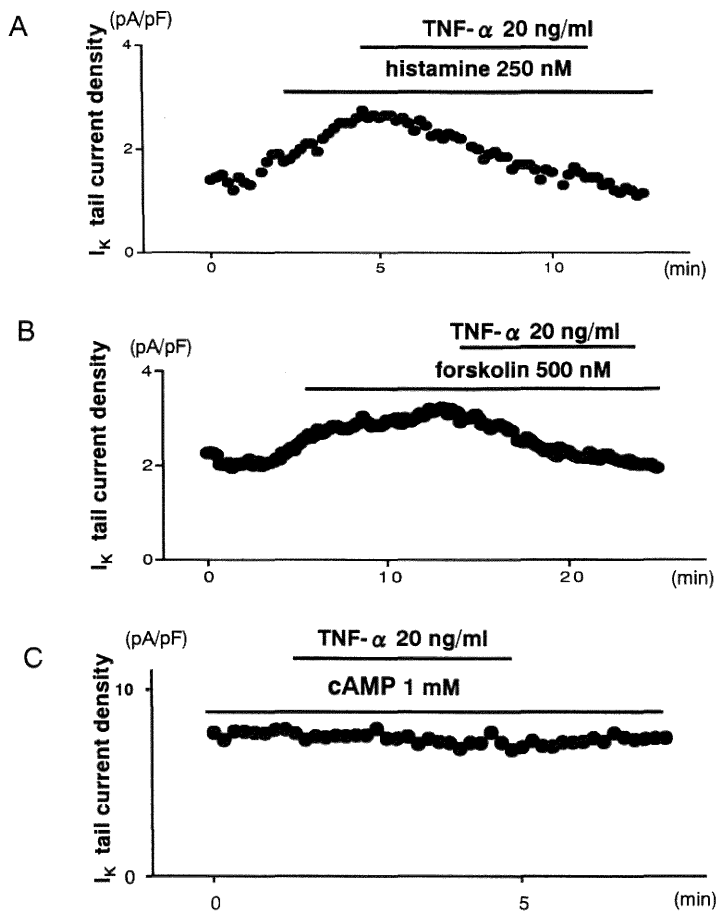 A
(pA/pF)
TNF-α 20 ng/ml
histamine 250 nM
IK tail current density
4
2
0
0
5
10
(min)
B
(pA/pF)
TNF-α 20 ng/ml
forskolin 500 nM
IK tail current density
4
2
0
0
10
20
(min)
C
(pA/pF)
TNF-α 20 ng/ml
cAMP 1 mM
IK tail current density
10
0
0
5
(min)